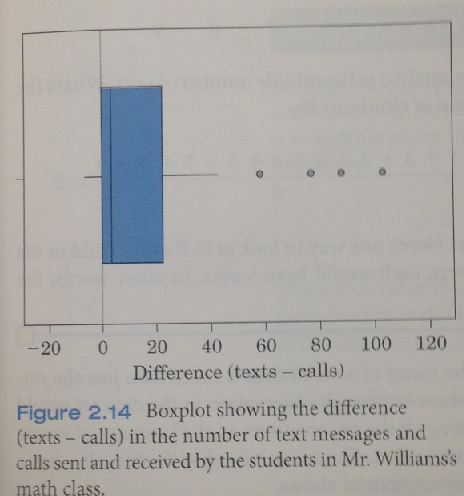 −20 0 20 40 60 80 100 120
Difference (texts – calls)
Figure 2.14 Boxplot showing the difference
(texts – calls) in the number of text messages and
calls sent and received by the students in Mr. Williams's
math class.